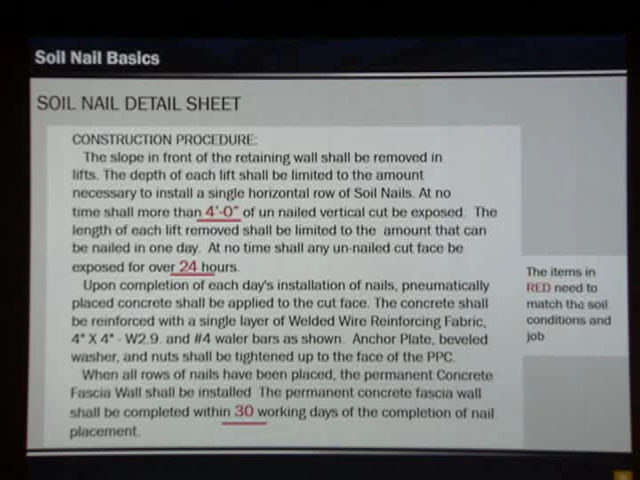 Soil Nail Basics
SOIL NAIL DETAIL SHEET
CONSTRUCTION PROCEDURE:
The slope in front of the retaining wall shall be removed in
lifts. The depth of each lift shall be limited to the amount
necessary to install a single horizontal row of Soil Nails. At no
time shall more than 4'-0" of un nailed vertical cut be exposed. The
length of each lift removed shall be limited to the amount that can
be nailed in one day. At no time shall any un-nailed cut face be
exposed for over 24 hours.
Upon completion of each day's installation of nails, pneumatically
placed concrete shall be applied to the cut face. The concrete shall
be reinforced with a single layer of Welded Wire Reinforcing Fabric,
4" X 4" - W2.9. and #4 waler bars as shown. Anchor Plate, beveled
washer, and nuts shall be tightened up to the face of the PPC.
When all rows of nails have been placed, the permanent Concrete
Fascia Wall shall be installed The permanent concrete fascia wall
shall be completed within 30 working days of the completion of nail
placement.
The items in
RED need to
match the soil
conditions and
job